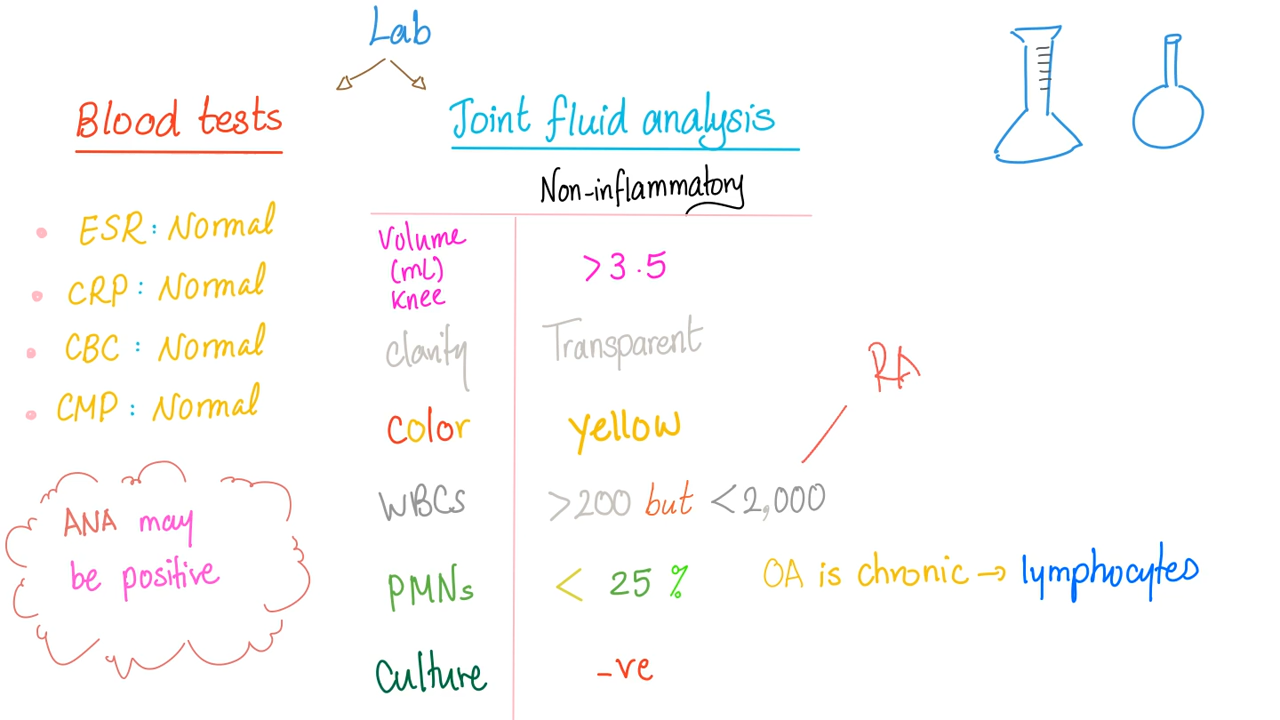 Lab
Blood tests
ESR: Normal
CRP: Normal
CBC: Normal
CMP: Normal
ANA may
be positive
Joint fluid analysis
Non-inflammatory
Volume
(mL)
Knee
>3.5
Clarity
Transparent
Color
yellow
WBCs
>200 but <2,000
RA
PMNs
< 25 %
OA is chronic → lymphocytes
Culture
-ve